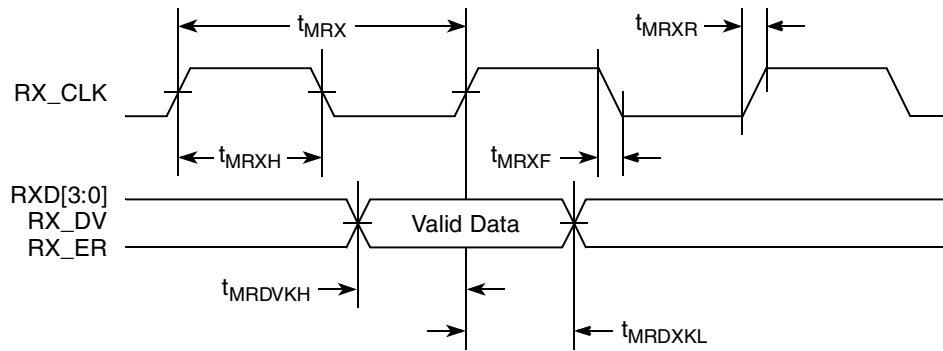 tMRX
tMRXR
RX_CLK
tMRXH
tMRXF
RXD[3:0]
RX_DV
Valid Data
RX_ER
tMRDVKH
tMRDXKL